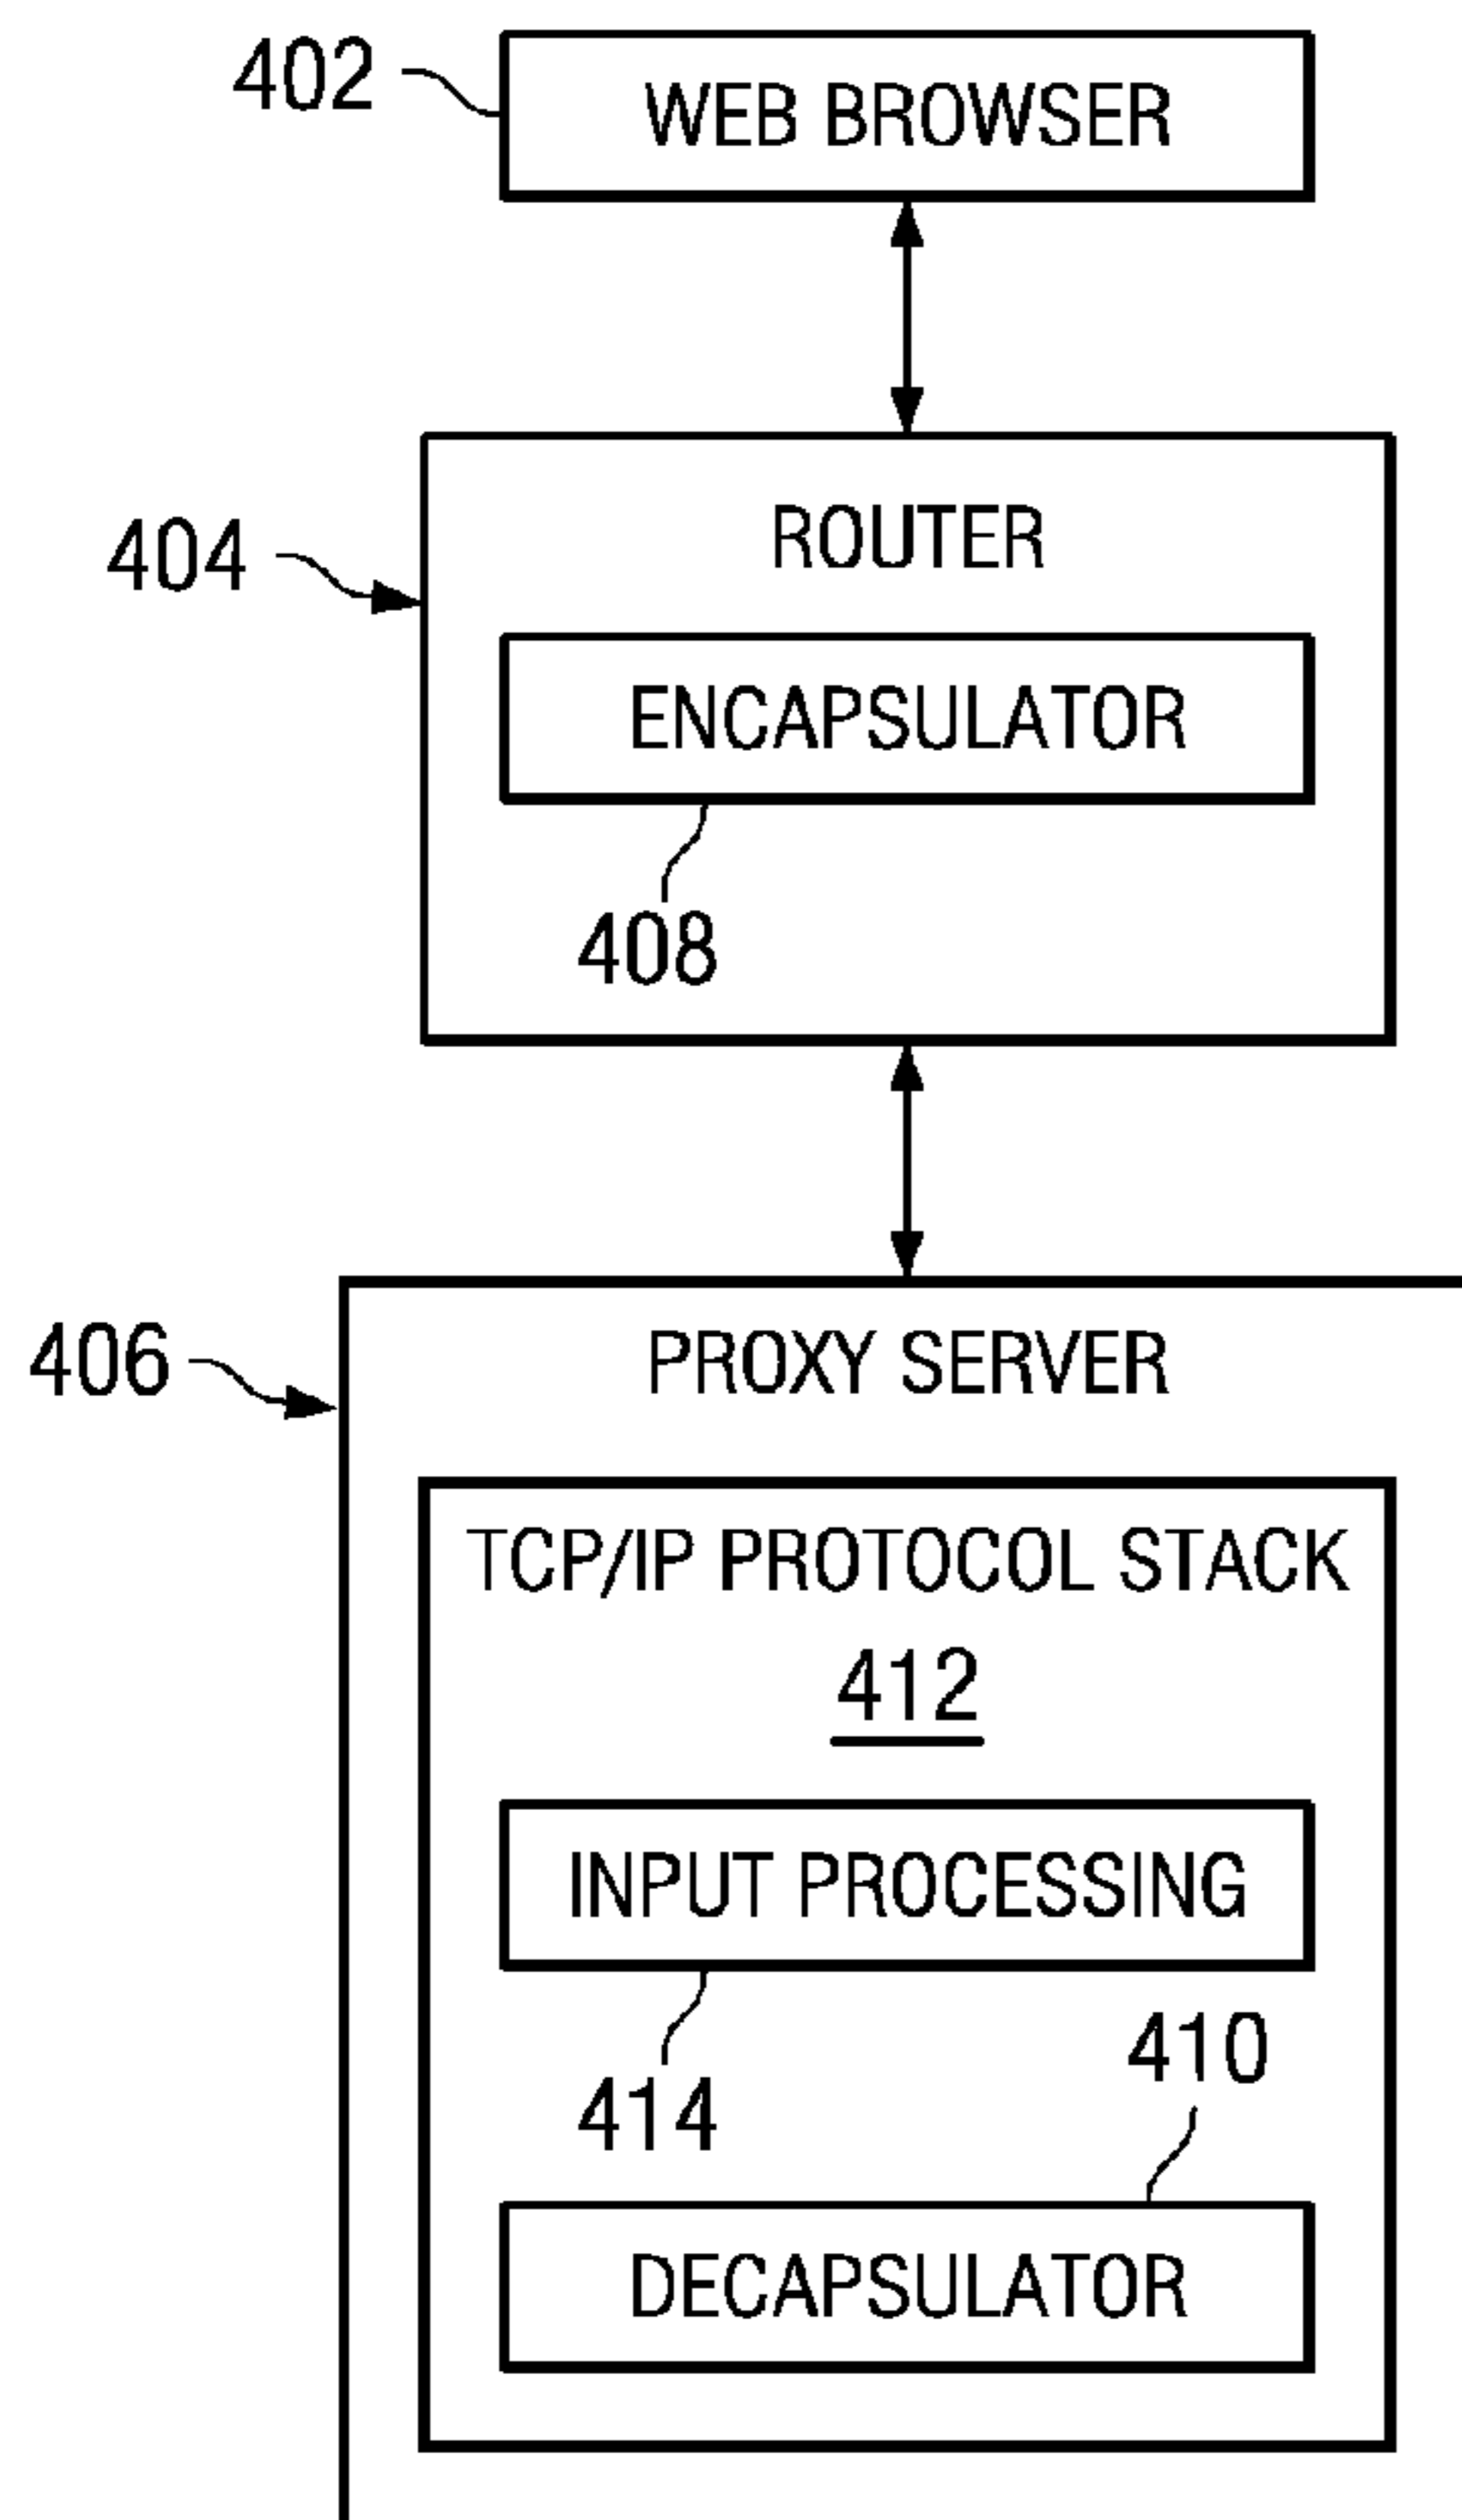 402
WEB BROWSER
404
ROUTER
ENCAPSULATOR
408
406
PROXY SERVER
TCP/IP PROTOCOL STACK
412
INPUT PROCESSING
414
410
DECAPSULATOR